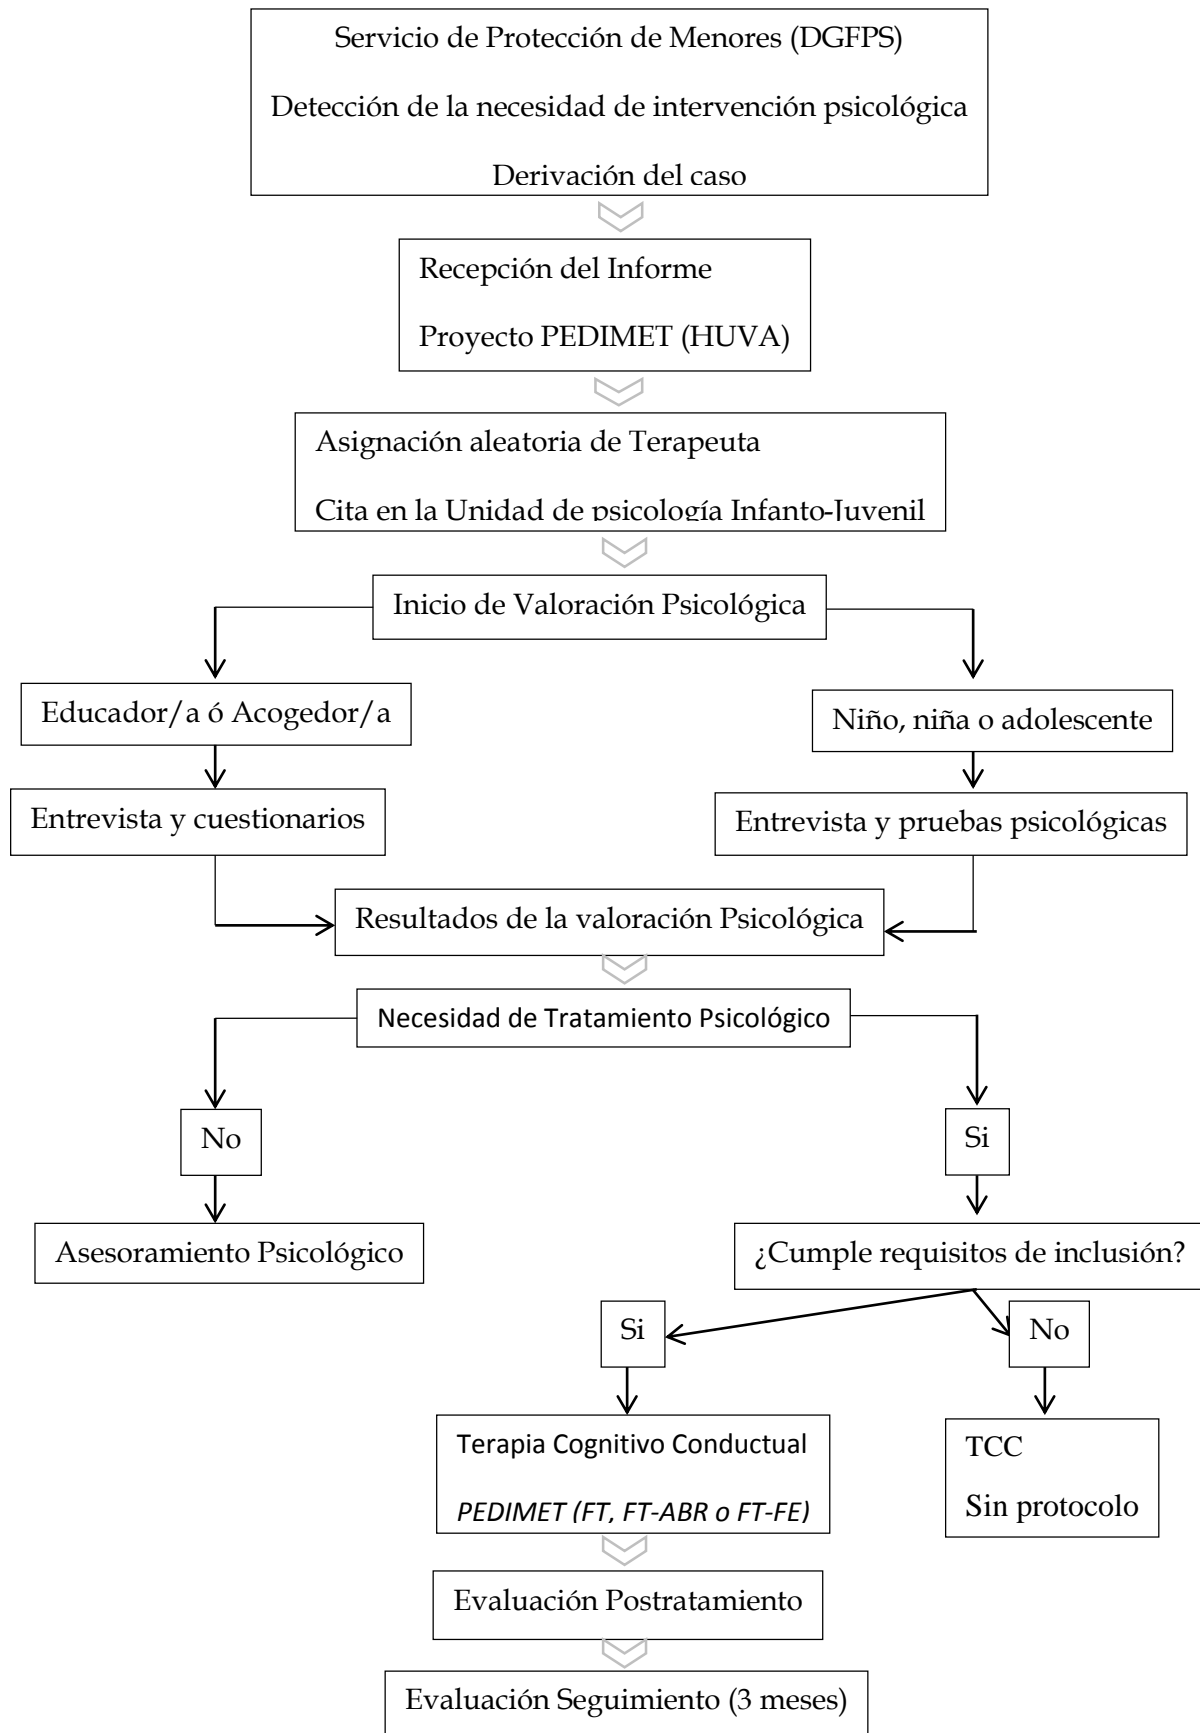 Servicio de Protección de Menores (DGFPS)
Detección de la necesidad de intervención psicológica
Derivación del caso
Recepción del Informe
Proyecto PEDIMET (HUVA)
Asignación aleatoria de Terapeuta
Cita en la Unidad de psicología Infanto-Juvenil
Inicio de Valoración Psicológica
Educador/a ó Acogedor/a
Niño, niña o adolescente
Entrevista y cuestionarios
Entrevista y pruebas psicológicas
Resultados de la valoración Psicológica
Necesidad de Tratamiento Psicológico
No
Si
Asesoramiento Psicológico
¿Cumple requisitos de inclusión?
Si
No
Terapia Cognitivo Conductual
PEDIMET (FT, FT-ABR o FT-FE)
TCC
Sin protocolo
Evaluación Postratamiento
Evaluación Seguimiento (3 meses)